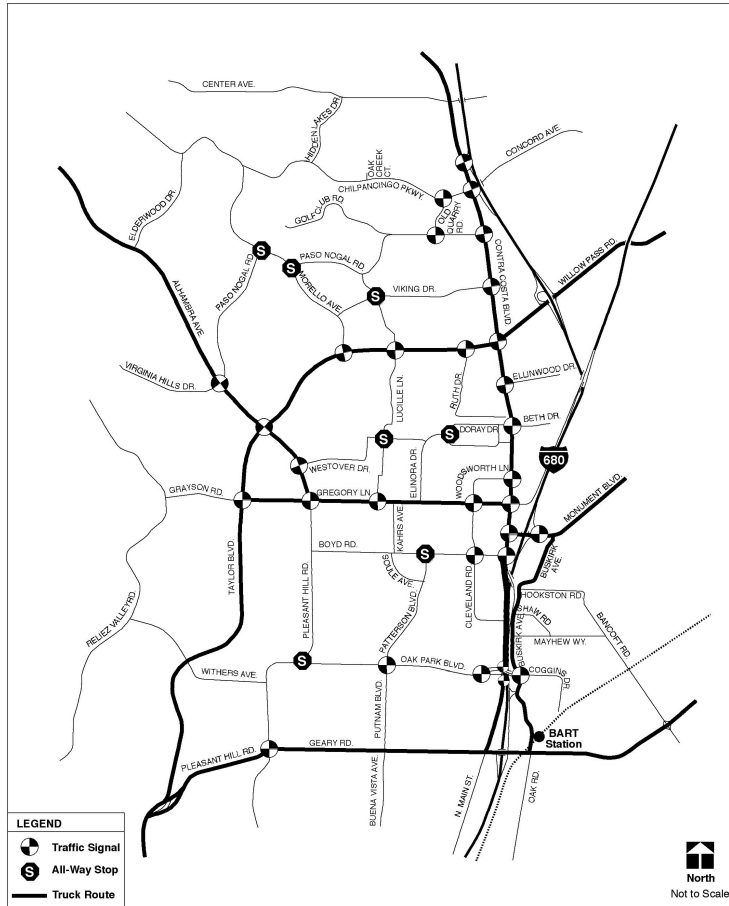 CENTER AVE.
HIDDEN LAKES DR.
CONCORD AVE.
OAK
CREEK
CT.
CHILPANCINGO PKWY.
ELDERWOOD DR.
GOLFCLUB RD
OLD
QUARRY
RD.
PASO NOGAL RD.
PASO NOGAL RD.
CONTRA COSTA BLVD.
WILLOW PASS RD.
ALHAMBRA AVE.
MORELLO AVE.
VIKING DR.
VIRGINIA HILLS DR.
ELLINWOOD DR.
LUCILLE LN.
RUTH DR.
BETH DR.
DORAY DR.
S
S
S
S
S
680
WESTOVER DR.
ELINORA DR.
WOODSWORTH LN.
GRAYSON RD.
GREGORY LN.
MONUMENT BLVD.
KAHRS AVE.
BOYD RD.
S
BUSKIRK
AVE.
TAYLOR BLVD.
PLEASANT HILL RD.
SOULE AVE.
CLEVELAND RD.
HOOKSTON RD.
RELIEZ VALLEYRD.
PATTERSON BLVD.
SHAW RD
BUSKIRK AVE.
MAYHEW WY.
BANCOFT RD.
S
WITHERS AVE.
OAK PARK BLVD.
COGGINS
DR.
PUTNAM BLVD.
BART
Station
PLEASANT HILL RD.
GEARY RD.
BUENA VISTA AVE.
N. MAIN ST.
OAK RD.
LEGEND
Traffic Signal
S All-Way Stop
Truck Route
North
Not to Scale